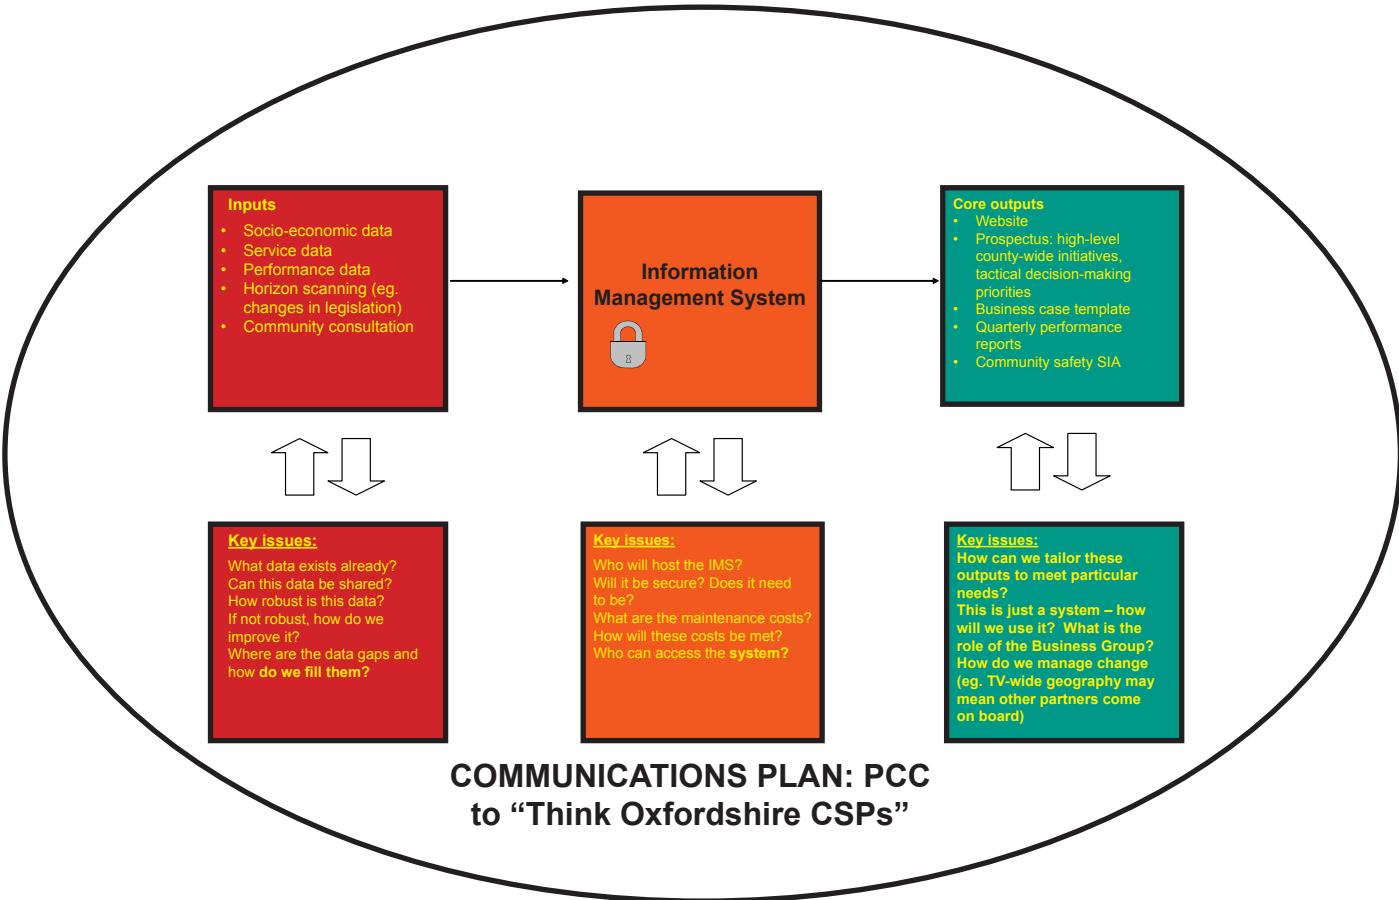 Inputs
• Socio-economic data
• Service data
• Performance data
• Horizon scanning (eg.
changes in legislation)
• Community consultation
Information
Management System
Core outputs
• Website
• Prospectus: high-level
county-wide initiatives,
tactical decision-making
priorities
• Business case template
• Quarterly performance
reports
• Community safety SIA
Key issues:
What data exists already?
Can this data be shared?
How robust is this data?
If not robust, how do we
improve it?
Where are the data gaps and
how do we fill them?
Key issues:
Who will host the IMS?
Will it be secure? Does it need
to be?
What are the maintenance costs?
How will these costs be met?
Who can access the system?
Key issues:
How can we tailor these
outputs to meet particular
needs?
This is just a system – how
will we use it? What is the
role of the Business Group?
How do we manage change
(eg. TV-wide geography may
mean other partners come
on board)
COMMUNICATIONS PLAN: PCC
to “Think Oxfordshire CSPs”